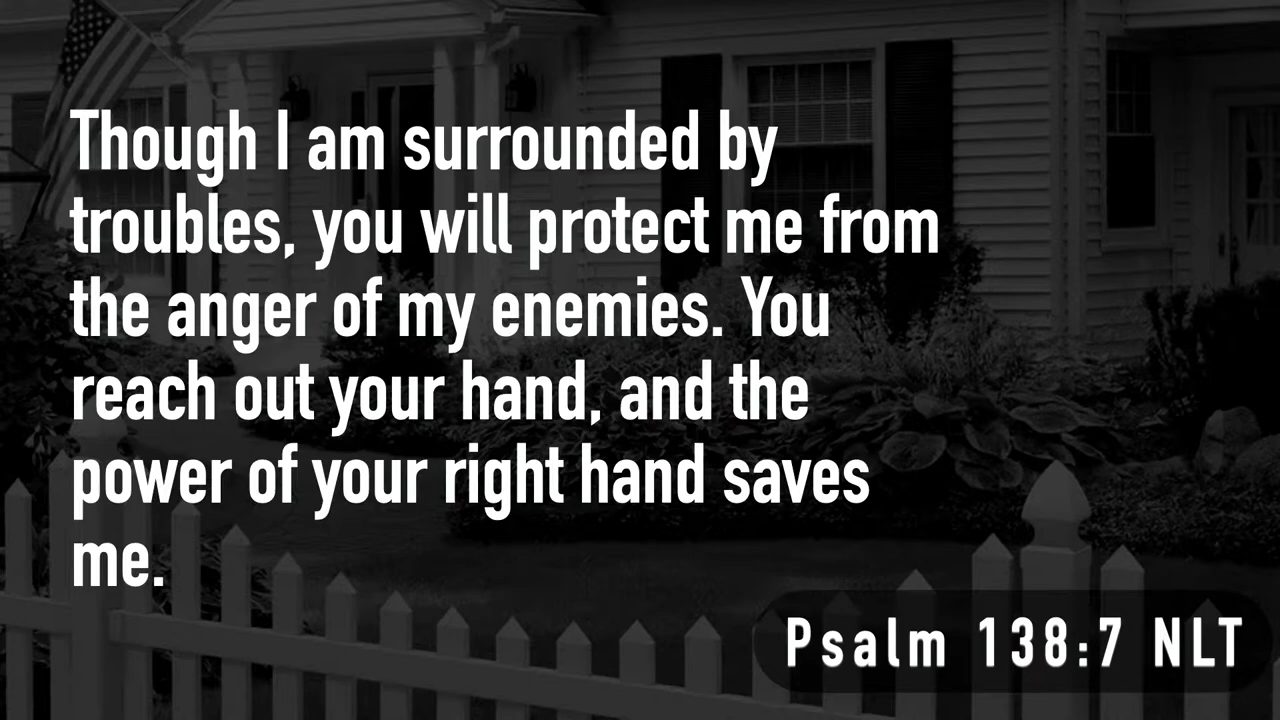 Though I am surrounded by
troubles, you will protect me from
the anger of my enemies. You
reach out your hand, and the
power of your right hand saves
me.
Psalm 138:7 NLT